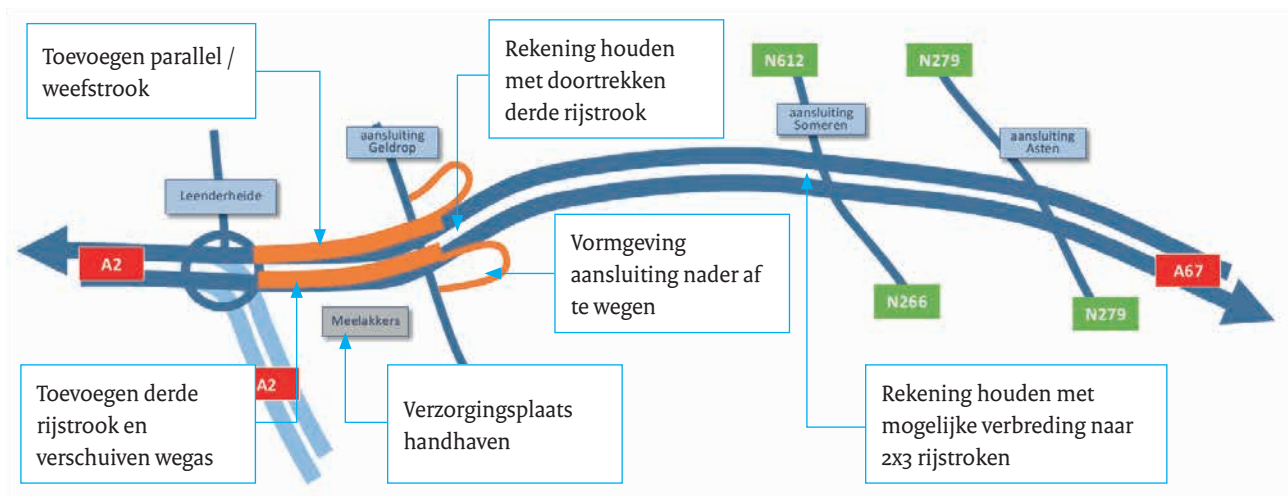 Toevoegen parallel /
weefstrook
Rekening houden
met doortrekken
derde rijstrook
N612
N279
aansluiting
Someren
aansluiting
Asten
aansluiting
Geldrop
Leenderheide
A2
Vormgeving
aansluiting nader af
te wegen
A67
N266
N279
Meelakkers
A2
Toevoegen derde
rijstrook en
verschuiven wegas
Verzorgingsplaats
handhaven
Rekening houden met
mogelijke verbreding naar
2x3 rijstroken